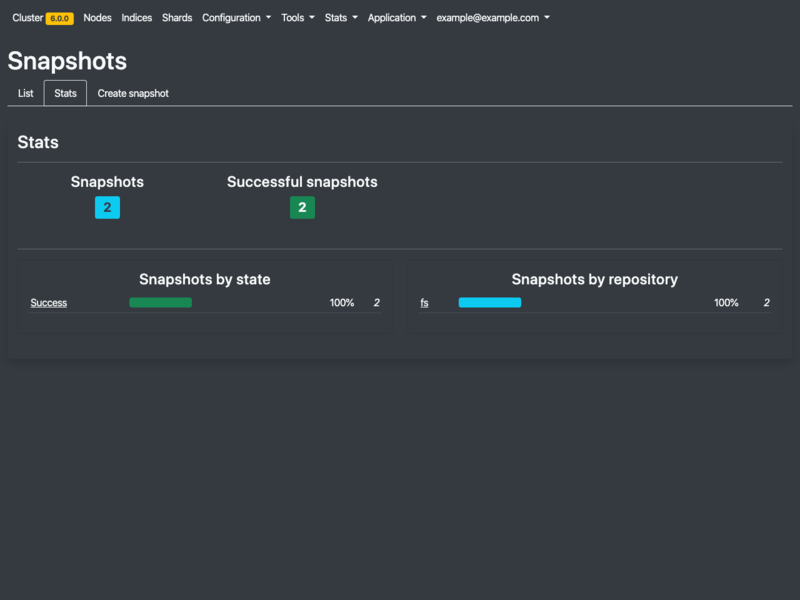 Cluster 6.0.0 Nodes Indices Shards Configuration Tools Stats Application example@example.com
Snapshots
List Stats Create snapshot
Stats
Snapshots Successful snapshots
2 2
Snapshots by state Snapshots by repository
Success 100% 2 fs 100% 2